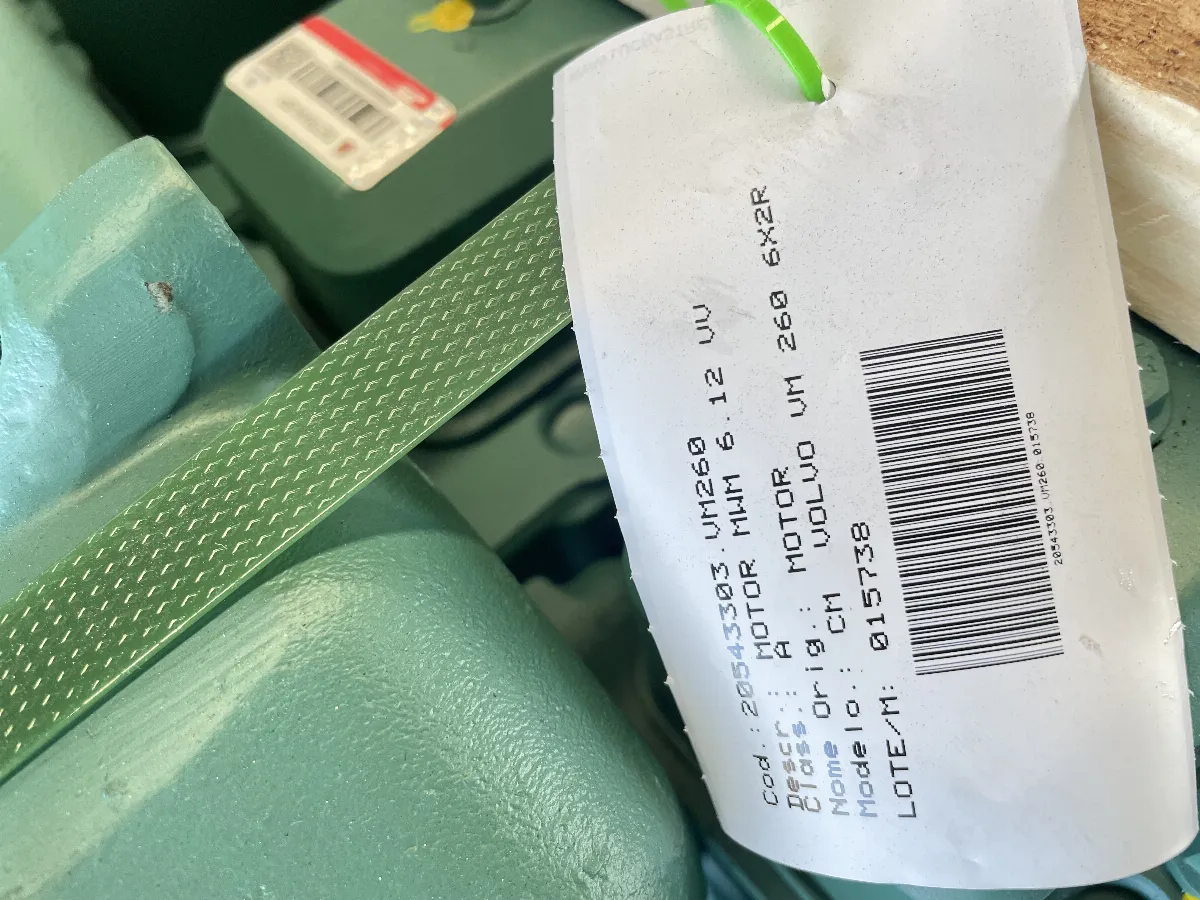 Cod.: 20543303.VM260
Descr.: MOTOR MWM 6.12 VV
Class.: A
Nome Orig.: MOTOR
Modelo.: CM VOLVO VM 260 6X2R
LOTE/M: 015738
20543303.VM260.015738